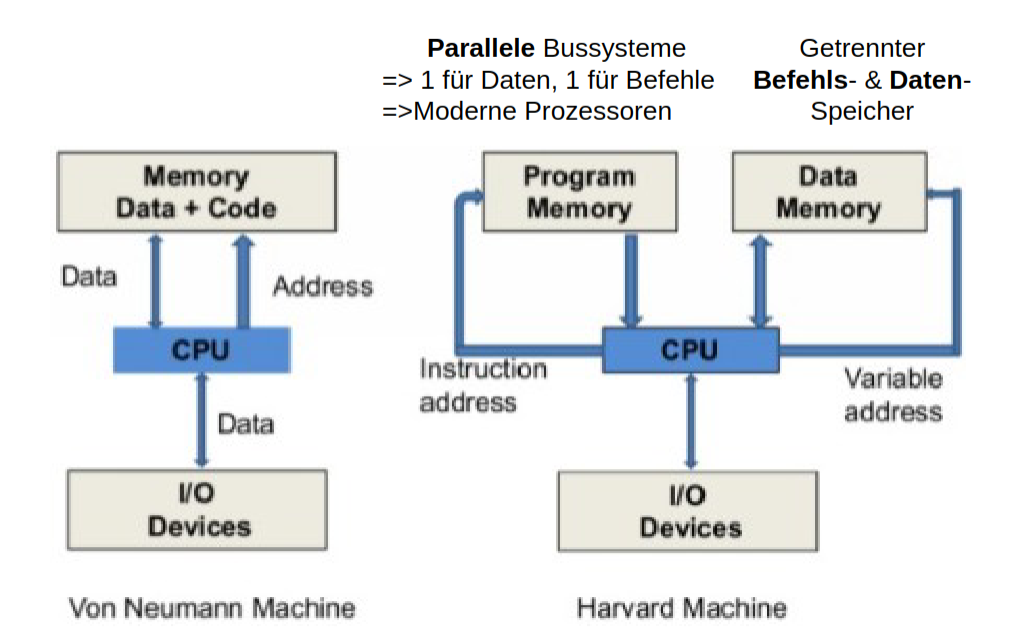 Parallele Bussysteme
=> 1 für Daten, 1 für Befehle
=>Moderne Prozessoren
Getrennter
Befehls- & Daten-
Speicher
Memory
Data + Code
Data
Address
CPU
Data
I/O
Devices
Von Neumann Machine
Program
Memory
Data
Memory
CPU
Instruction
address
Variable
address
I/O
Devices
Harvard Machine